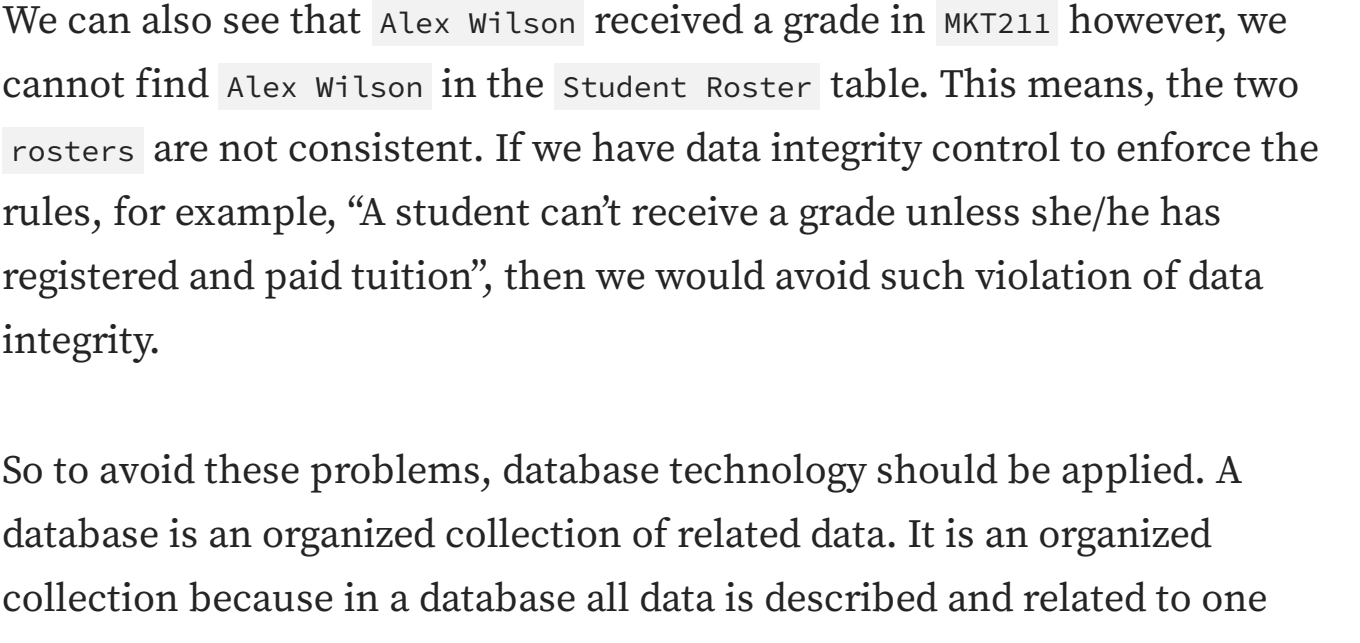 We can also see that Alex Wilson received a grade in MKT211 however, we
cannot find Alex Wilson in the Student Roster table. This means, the two
rosters are not consistent. If we have data integrity control to enforce the
rules, for example, “A student can’t receive a grade unless she/he has
registered and paid tuition”, then we would avoid such violation of data
integrity.
So to avoid these problems, database technology should be applied. A
database is an organized collection of related data. It is an organized
collection because in a database all data is described and related to one